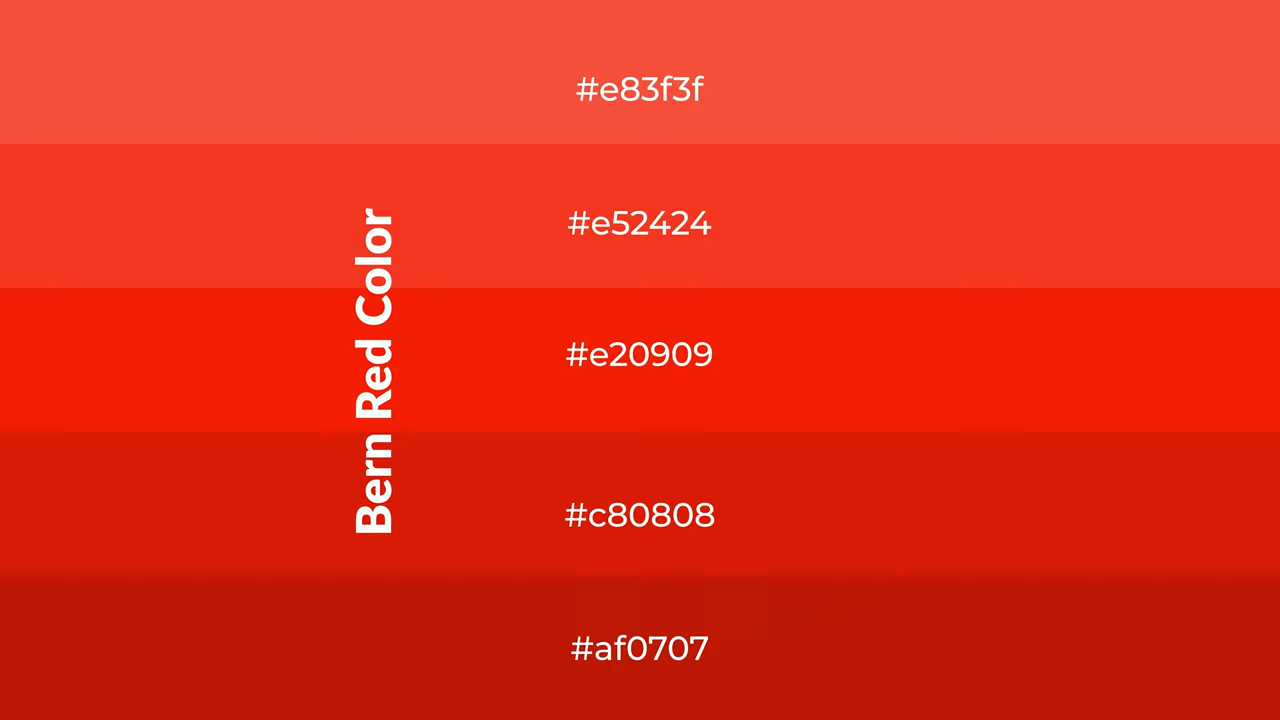 Bern Red Color
#e83f3f
#e52424
#e20909
#c80808
#af0707